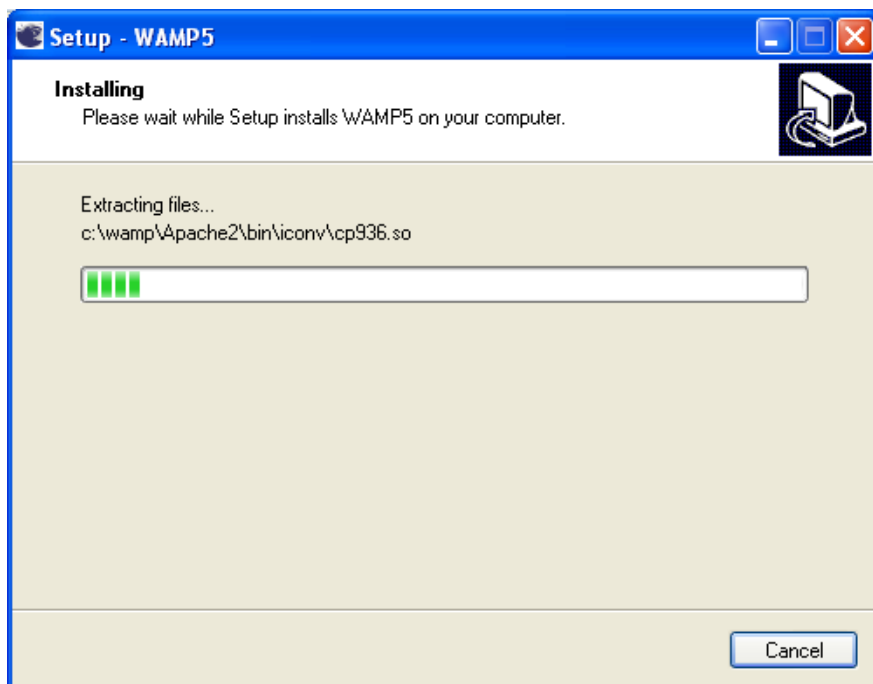 Setup - WAMP5
Installing
Please wait while Setup installs WAMP5 on your computer.
Extracting files...
c:\wamp\Apache2\bin\iconv\cp936.so
Cancel